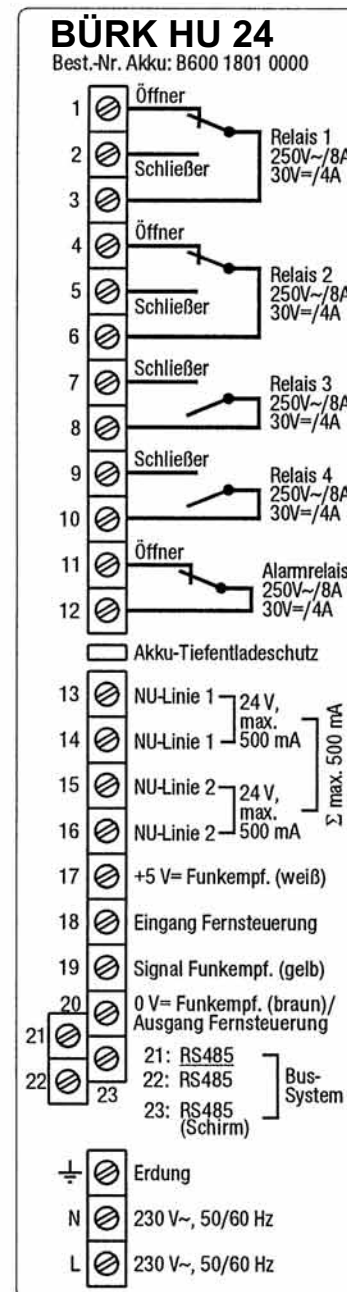 BÜRK HU 24
Best.-Nr. Akku: B600 1801 0000
1 Öffner
2 Schließer
3
Relais 1
250V~/8A
30V=/4A
4 Öffner
5 Schließer
6
Relais 2
250V~/8A
30V=/4A
7 Schließer
8
Relais 3
250V~/8A
30V=/4A
9 Schließer
10
Relais 4
250V~/8A
30V=/4A
11 Öffner
12
Alarmrelais
250V~/8A
30V=/4A
Akku-Tiefentladeschutz
13 NU-Linie 1
14 NU-Linie 1
24 V,
max.
500 mA
15 NU-Linie 2
16 NU-Linie 2
24 V,
max.
500 mA
Σ max. 500 mA
17 +5 V= Funkempf. (weiß)
18 Eingang Fernsteuerung
19 Signal Funkempf. (gelb)
20 0 V= Funkempf. (braun)/
Ausgang Fernsteuerung
21
22
23
21: RS485
22: RS485
23: RS485
(Schirm)
Bus-
System
Erdung
N 230 V~, 50/60 Hz
L 230 V~, 50/60 Hz